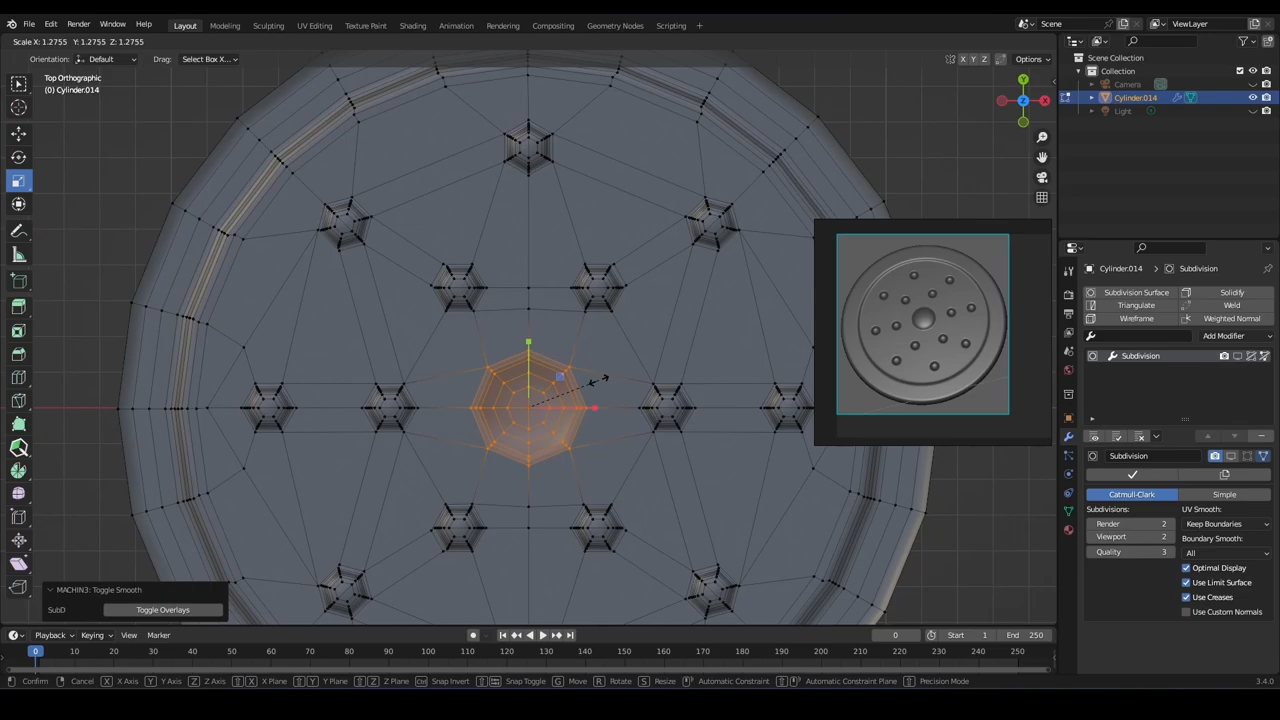 File Edit Render Window Help Layout Modeling Sculpting UV Editing Texture Paint Shading Animation Rendering Compositing Geometry Nodes Scripting + Scene ViewLayer
Scale X: 1.2755 Y: 1.2755 Z: 1.2755
Orientation: Default Drag: Select Box X... X Y Z Options
Top Orthographic
(0) Cylinder.014
Y
Z X
Scene Collection
Collection
Camera
Cylinder.014
Light
Cylinder.014 > Subdivision
Subdivision Surface Solidify
Triangulate Weld
Wireframe Weighted Normal
Add Modifier
Subdivision
Subdivision
Catmull-Clark Simple
Subdivisions: UV Smooth:
Render 2 Keep Boundaries
Viewport 2 Boundary Smooth:
Quality 3 All
Optimal Display
Use Limit Surface
Use Creases
Use Custom Normals
MACHIN3: Toggle Smooth
SubD Toggle Overlays
Playback Keying View Marker 0 Start 1 End 250
0 10 20 30 40 50 60 70 80 90 100 110 120 130 140 150 160 170 180 190 200 210 220 230 240 250
Confirm Cancel X X Axis Y Y Axis Z Z Axis X X Plane Y Y Plane Z Z Plane Snap Invert Snap Toggle G Move R Rotate S Resize Automatic Constraint Automatic Constraint Plane Precision Mode 3.4.0